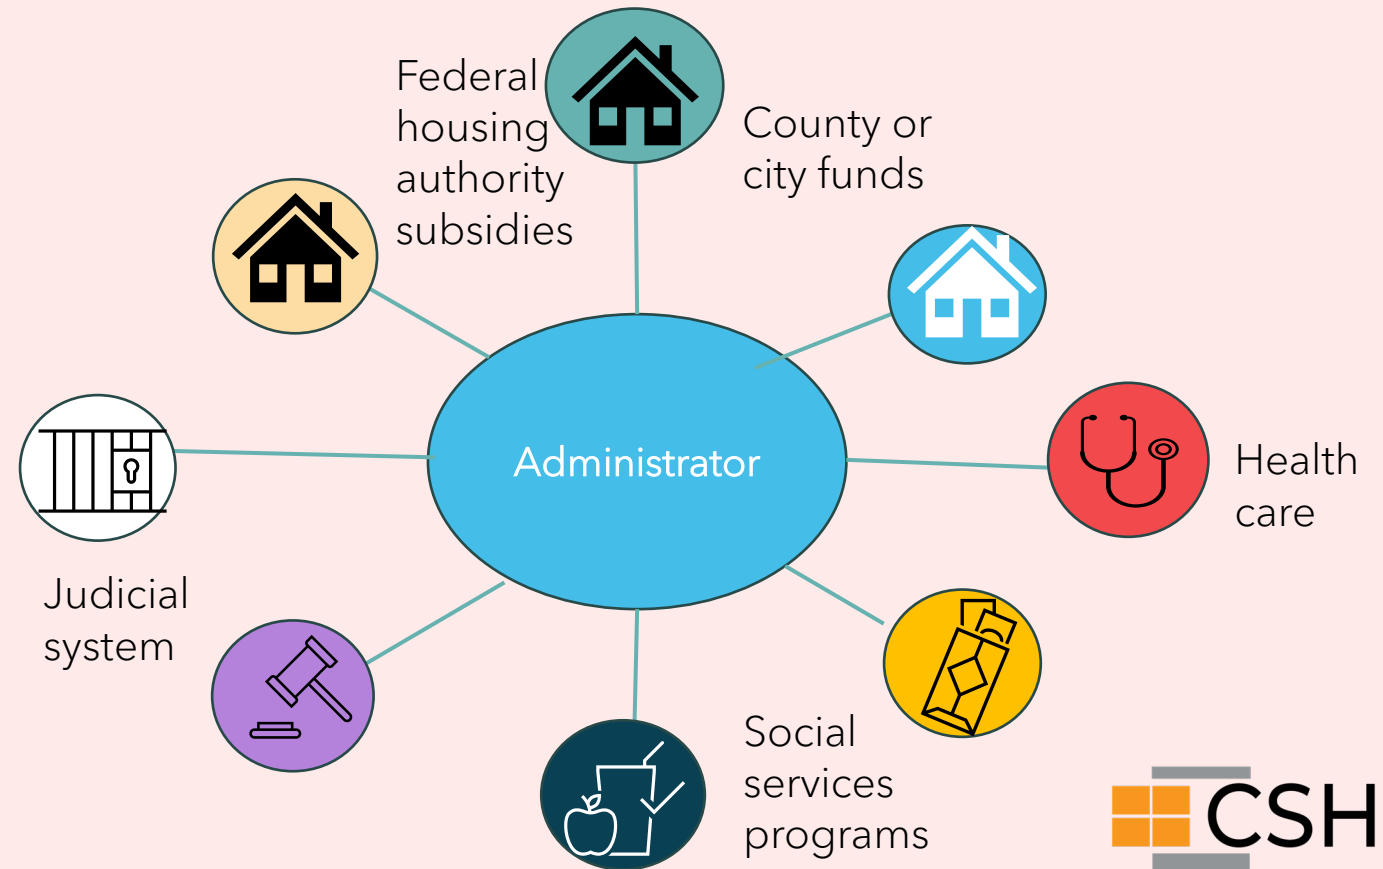 Federal
housing
authority
subsidies
County or
city funds
Administrator
Health
care
Judicial
system
Social
services
programs
CSH